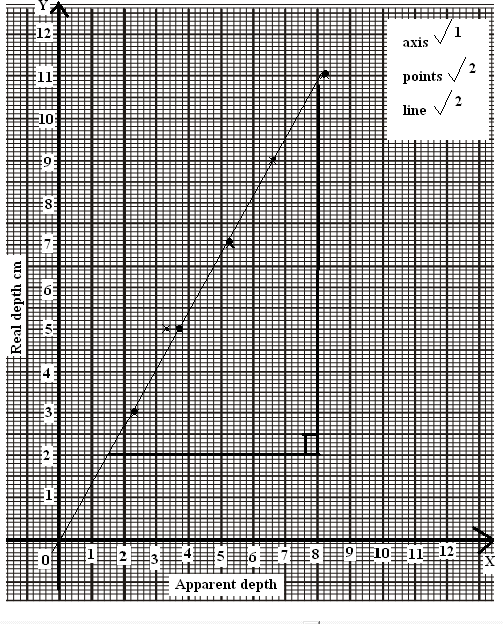 Y
12
11
10
9
8
7
6
5
4
3
2
1
0
Real depth cm
axis √ 1
points √ 2
line √ 2
1 2 3 4 5 6 7 8 9 10 11 12
X
Apparent depth